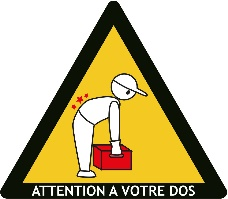 ATTENTION A VOTRE DOS